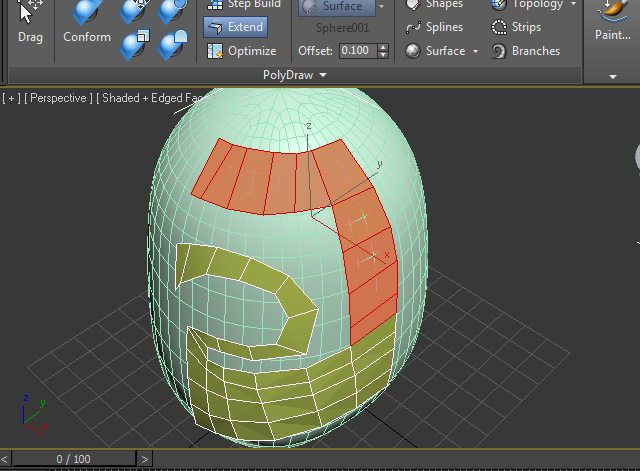 Step Build
Surface
Shapes
Topology
Drag
Conform
Extend
Sphere001
Splines
Strips
Paint...
Optimize
Offset: 0.100
Surface
Branches
PolyDraw
[ + ] [ Perspective ] [ Shaded + Edged Fac
z
y
x
z
y
x
< 0 / 100 >